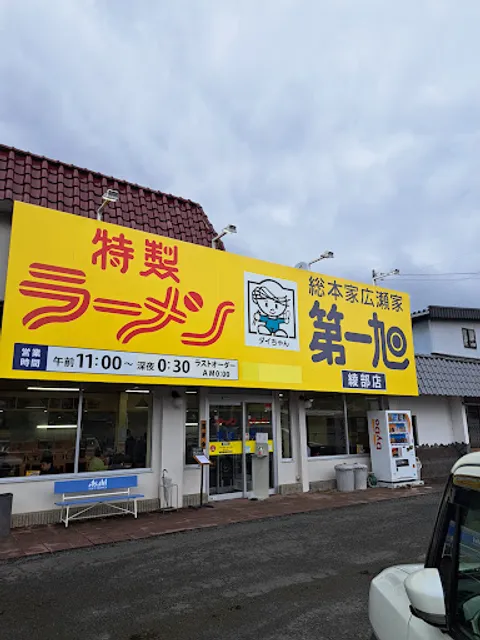 特製
ラーメン
ダイちゃん
総本家広瀬家
第一旭
綾部店
営業時間 午前11:00〜深夜0:30 ラストオーダー AM0:00
Asahi
DyDo